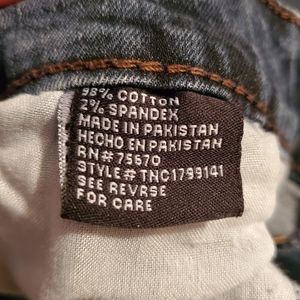 98% COTTON
2% SPANDEX
MADE IN PAKISTAN
HECHO EN PAKISTAN
RN# 75670
STYLE# TNC1799141
SEE REVRSE
FOR CARE